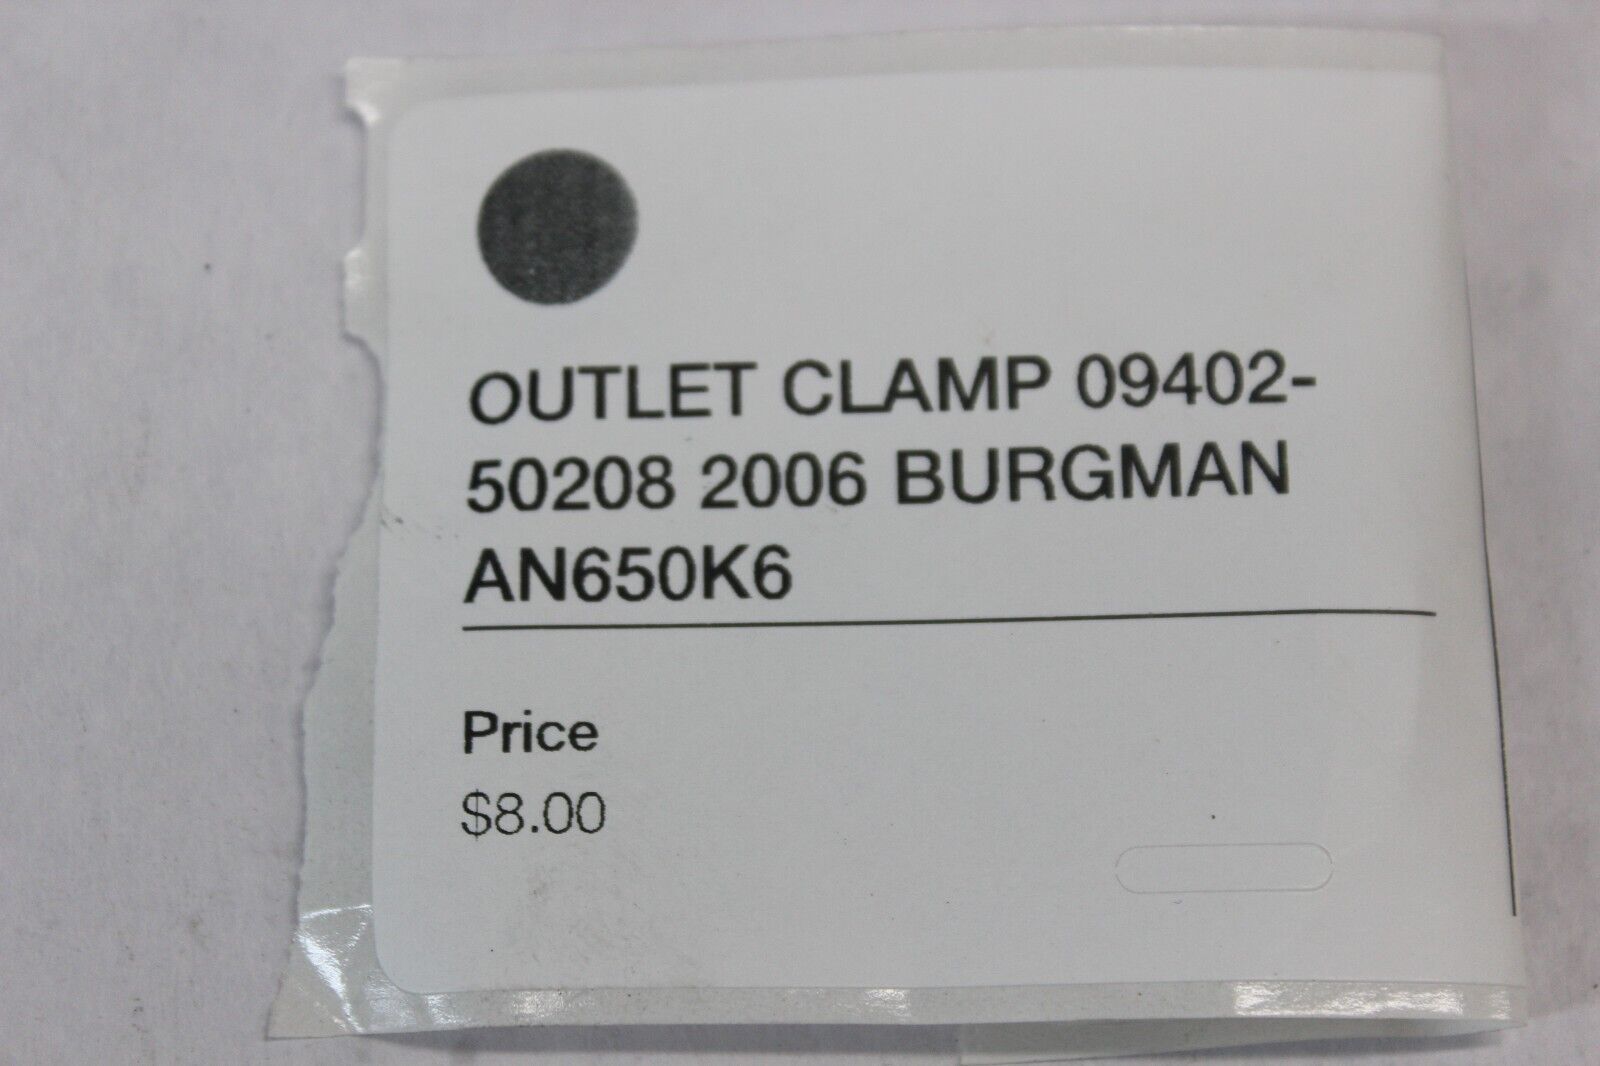 OUTLET CLAMP 09402-
50208 2006 BURGMAN
AN650K6
Price
$8.00